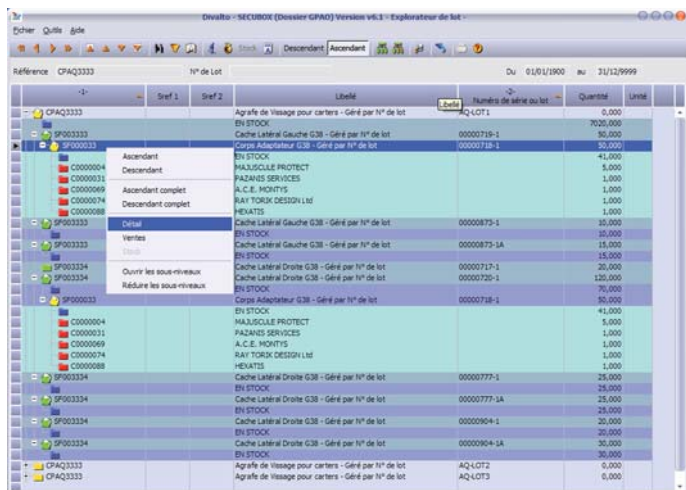 Divalto - SECUBOX (Dossier GPAO) Version v6.1 - Explorateur de lot -
Fichier Outils Aide
Stock Descendant Ascendant
Référence CPAQ3333 N° de Lot Du 01/01/1900 au 31/12/9999
-1- Sref 1 Sref 2 Libellé -2- Numéro de série ou lot Quantité Unité
Libellé
CPAQ3333 Agrafe de Vissage pour carters - Géré par N° de lot AQ-LOT1 0,000
EN STOCK 7020,000
SF003333 Cache Latéral Gauche G38 - Géré par N° de lot 00000719-1 50,000
SF000033 Corps Adaptateur G38 - Géré par N° de lot 00000718-1 50,000
EN STOCK 41,000
C0000004 MAJUSCULE PROTECT 5,000
C0000031 PAZANIS SERVICES 1,000
C0000069 A.C.E. MONTYS 1,000
C0000074 RAY TORIX DESIGN Ltd 1,000
C0000088 HEXATIS 1,000
Ascendant
Descendant
Ascendant complet
Descendant complet
Détail
Ventes
Stock
Ouvrir les sous-niveaux
Réduire les sous-niveaux
SF003333 Cache Latéral Gauche G38 - Géré par N° de lot 00000873-1 10,000
EN STOCK 10,000
SF003333 Cache Latéral Gauche G38 - Géré par N° de lot 00000873-1A 15,000
EN STOCK 15,000
SF003334 Cache Latéral Droite G38 - Géré par N° de lot 00000717-1 20,000
SF003334 Cache Latéral Droite G38 - Géré par N° de lot 00000720-1 120,000
EN STOCK 70,000
SF000033 Corps Adaptateur G38 - Géré par N° de lot 00000718-1 50,000
EN STOCK 41,000
C0000004 MAJUSCULE PROTECT 5,000
C0000031 PAZANIS SERVICES 1,000
C0000069 A.C.E. MONTYS 1,000
C0000074 RAY TORIX DESIGN Ltd 1,000
C0000088 HEXATIS 1,000
SF003334 Cache Latéral Droite G38 - Géré par N° de lot 00000777-1 25,000
EN STOCK 25,000
SF003334 Cache Latéral Droite G38 - Géré par N° de lot 00000777-1A 25,000
EN STOCK 25,000
SF003334 Cache Latéral Droite G38 - Géré par N° de lot 00000904-1 20,000
EN STOCK 20,000
SF003334 Cache Latéral Droite G38 - Géré par N° de lot 00000904-1A 30,000
EN STOCK 30,000
CPAQ3333 Agrafe de Vissage pour carters - Géré par N° de lot AQ-LOT2 0,000
CPAQ3333 Agrafe de Vissage pour carters - Géré par N° de lot AQ-LOT3 0,000